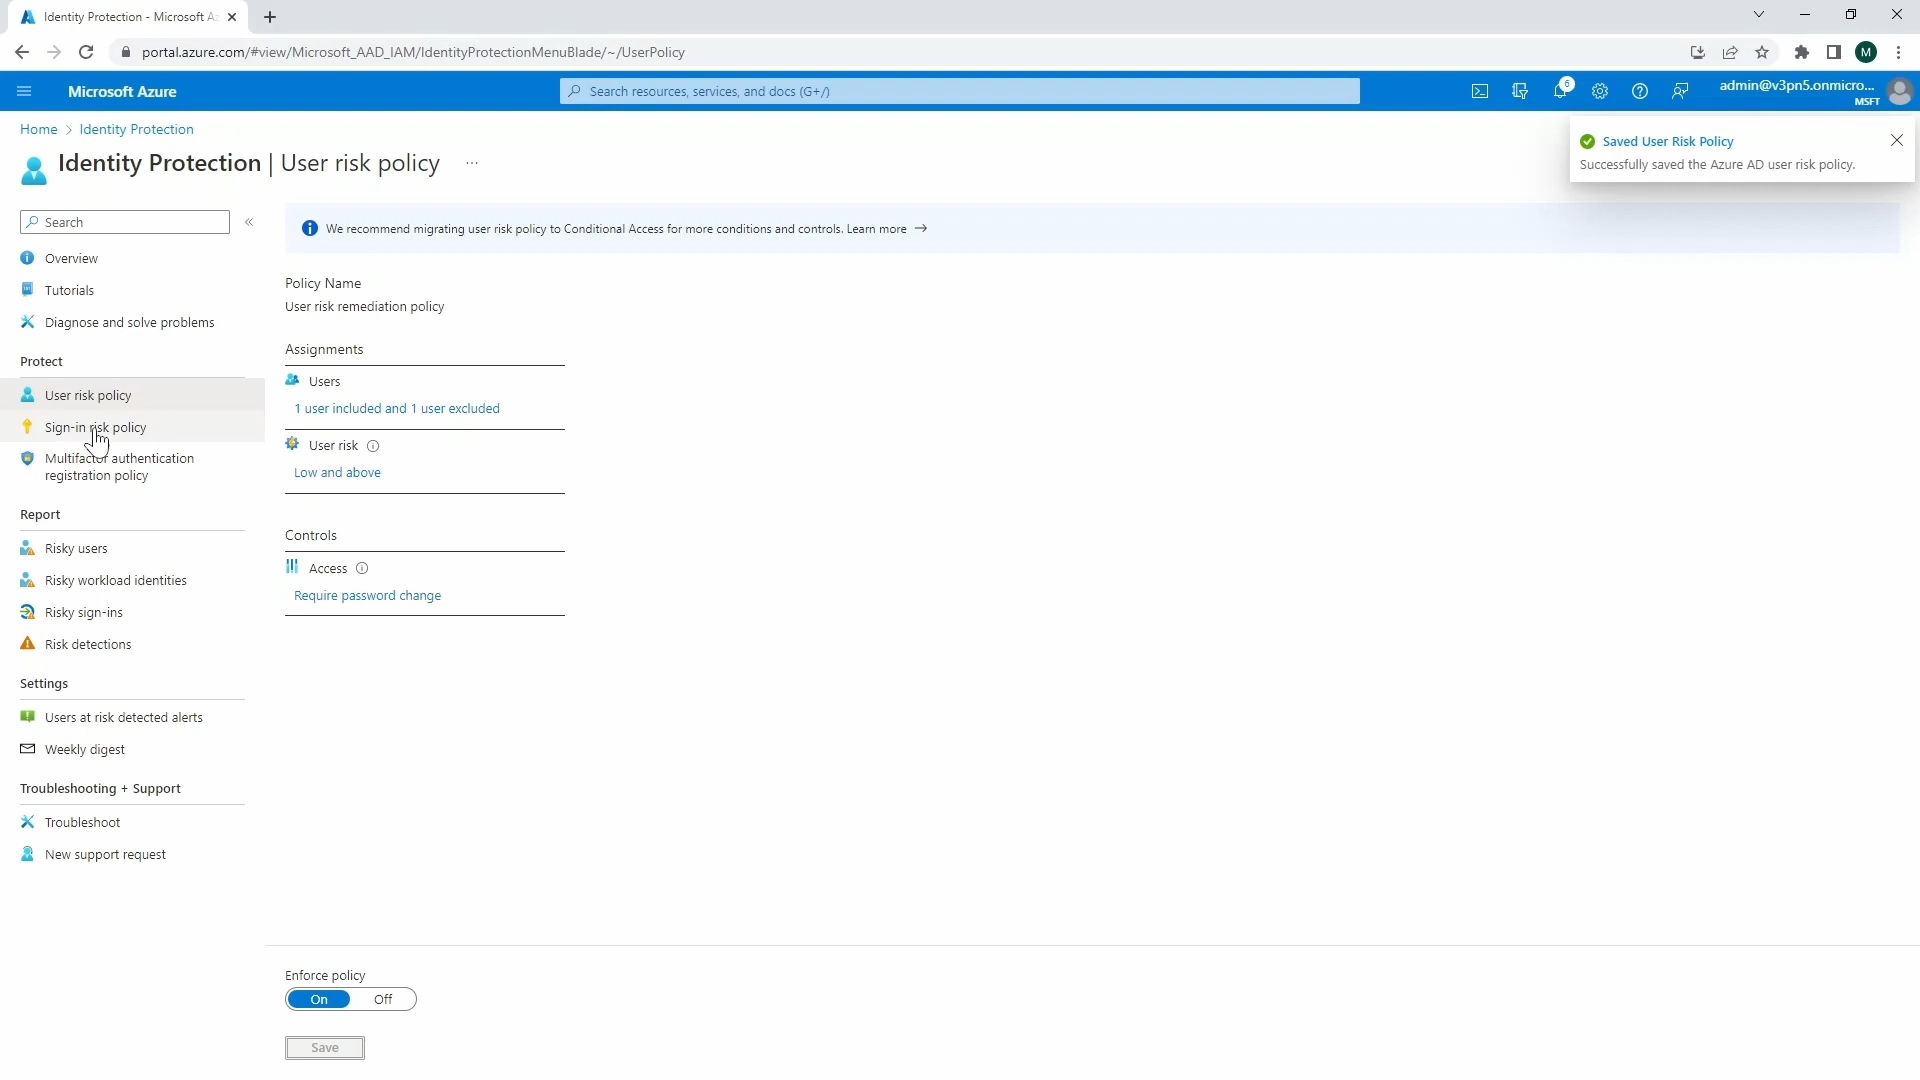 Identity Protection - Microsoft Az
portal.azure.com/#view/Microsoft_AAD_IAM/IdentityProtectionMenuBlade/~/UserPolicy
M
Microsoft Azure
Search resources, services, and docs (G+/)
6
admin@v3pn5.onmicro...
MSFT
Home > Identity Protection
Identity Protection | User risk policy ...
Saved User Risk Policy
Successfully saved the Azure AD user risk policy.
Search
«
We recommend migrating user risk policy to Conditional Access for more conditions and controls. Learn more →
Overview
Tutorials
Diagnose and solve problems
Protect
User risk policy
Sign-in risk policy
Multifactor authentication
registration policy
Report
Risky users
Risky workload identities
Risky sign-ins
Risk detections
Settings
Users at risk detected alerts
Weekly digest
Troubleshooting + Support
Troubleshoot
New support request
Policy Name
User risk remediation policy
Assignments
Users
1 user included and 1 user excluded
User risk
Low and above
Controls
Access
Require password change
Enforce policy
On Off
Save